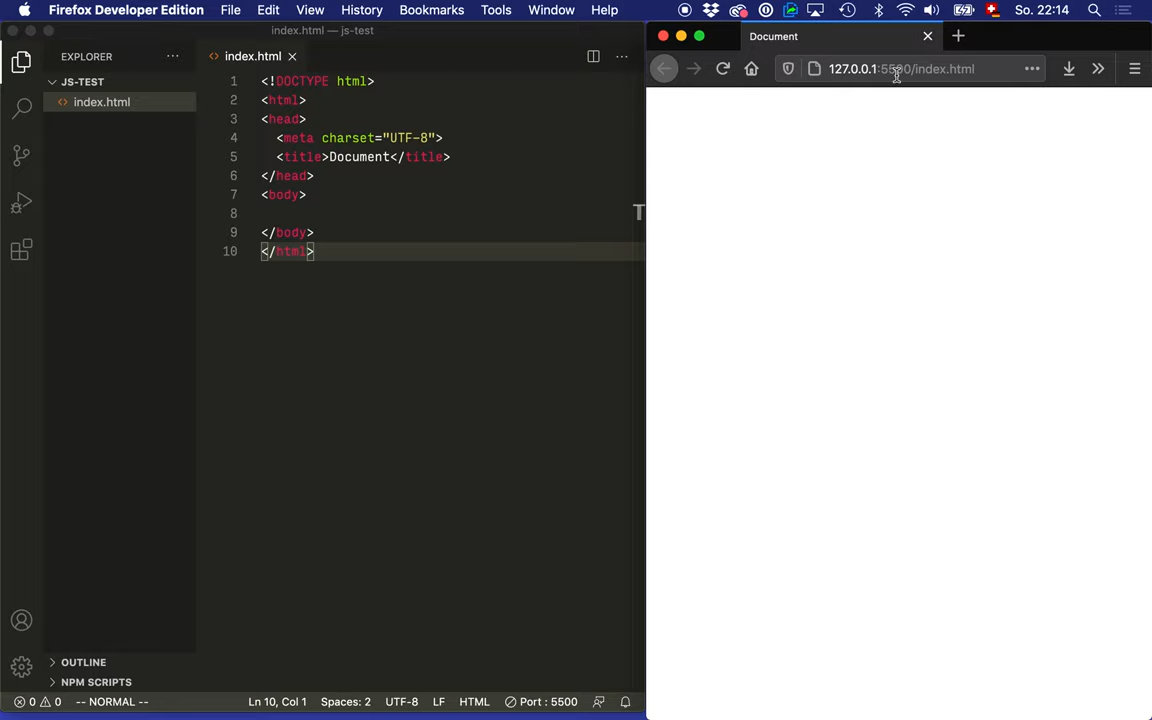 Firefox Developer Edition File Edit View History Bookmarks Tools Window Help So. 22:14
index.html — js-test
Document
EXPLORER
index.html
127.0.0.1:5500/index.html
JS-TEST
index.html
1 <!DOCTYPE html>
2 <html>
3 <head>
4 <meta charset="UTF-8">
5 <title>Document</title>
6 </head>
7 <body>
8
9 </body>
10 </html>
T
OUTLINE
NPM SCRIPTS
0 0 -- NORMAL -- Ln 10, Col 1 Spaces: 2 UTF-8 LF HTML Port : 5500